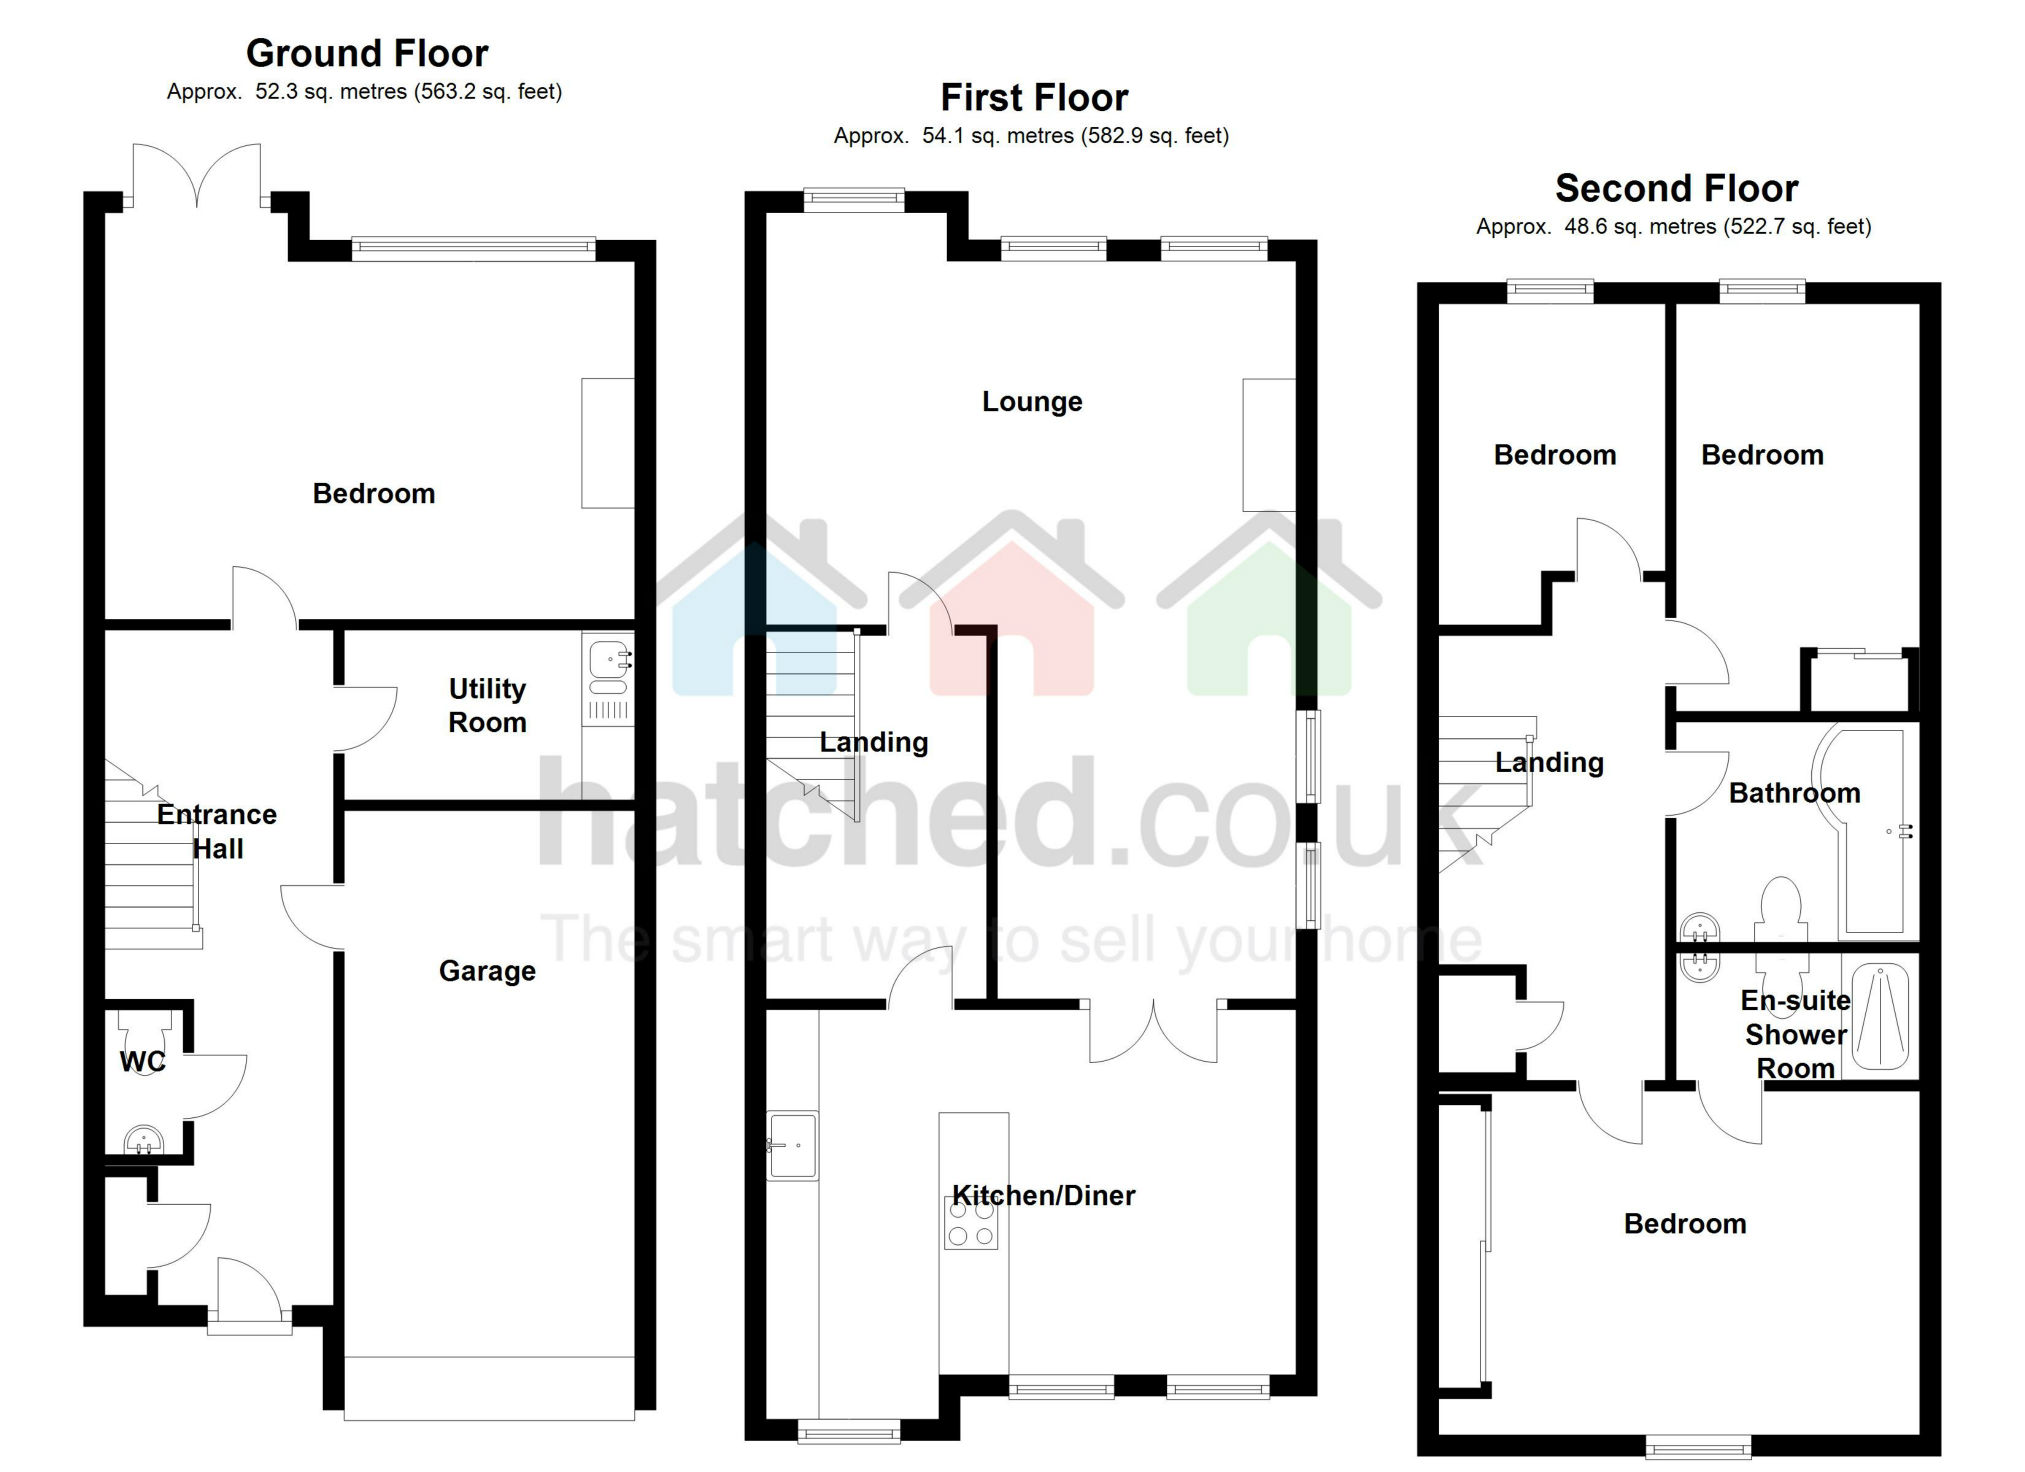 Ground Floor
Approx.  52.3 sq. metres (563.2 sq. feet)
Bedroom
Utility
Room
Entrance
Hall
Garage
WC
First Floor
Approx.  54.1 sq. metres (582.9 sq. feet)
Lounge
Landing
Kitchen/Diner
Second Floor
Approx.  48.6 sq. metres (522.7 sq. feet)
Bedroom
Bedroom
Landing
Bathroom
En-suite
Shower
Room
Bedroom
hatched.co.uk
The smart way to sell your home